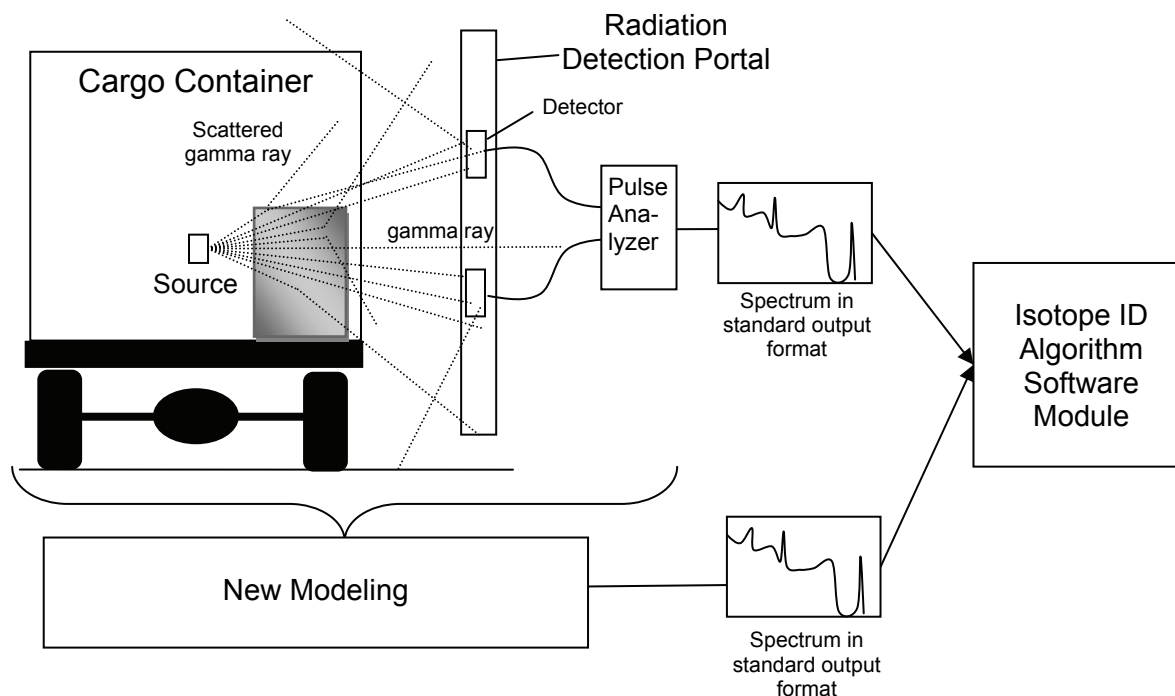 Radiation
Detection Portal
Cargo Container
Detector
Scattered
gamma ray
Pulse
Ana-
lyzer
gamma ray
Source
Spectrum in
standard output
format
Isotope ID
Algorithm
Software
Module
New Modeling
Spectrum in
standard output
format